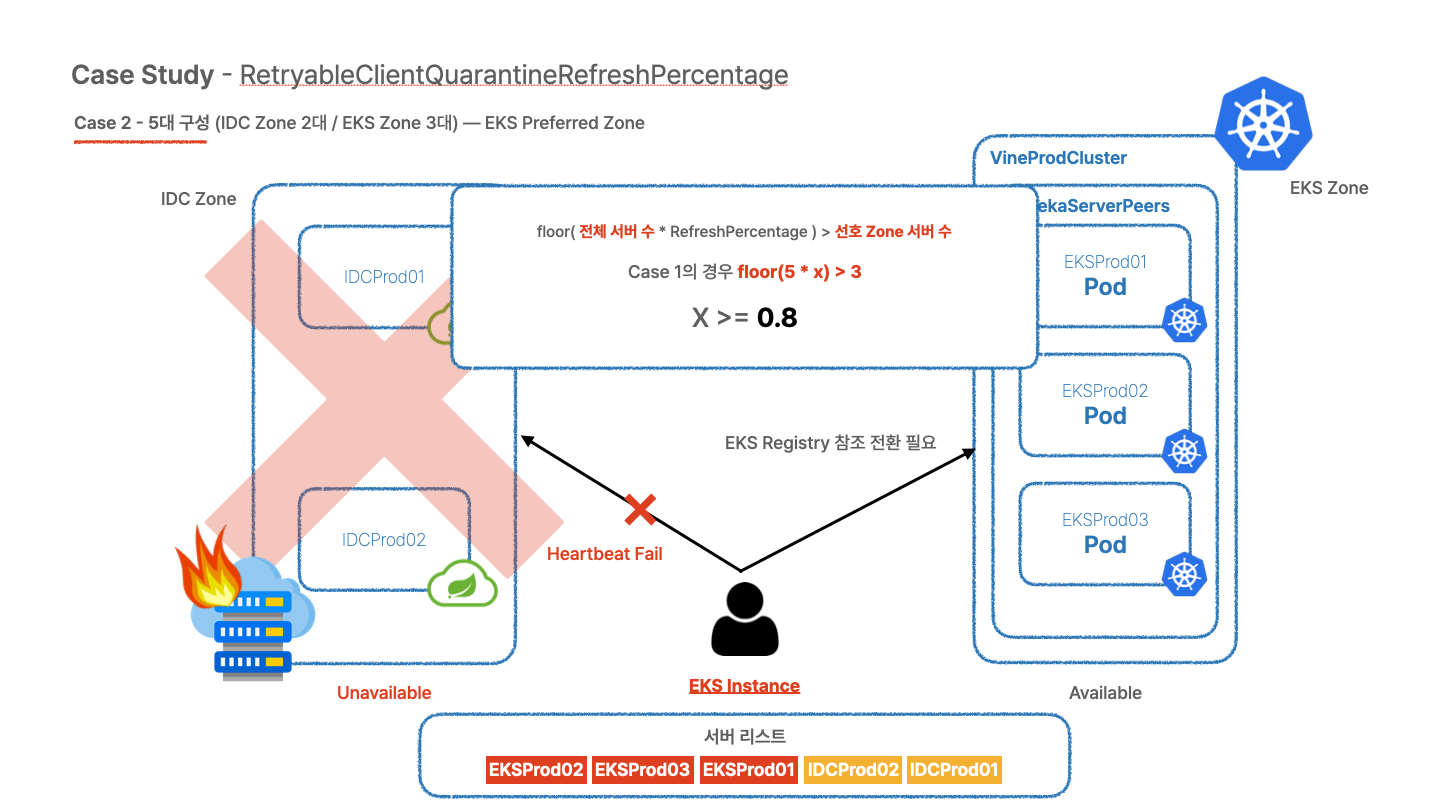 Case Study - RetryableClientQuarantineRefreshPercentage
Case 2 - 5대 구성 (IDC Zone 2대 / EKS Zone 3대) — EKS Preferred Zone
IDC Zone
EKS Zone
VineProdCluster
ekaServerPeers
IDCProd01
floor( 전체 서버 수 * RefreshPercentage ) > 선호 Zone 서버 수
Case 1의 경우 floor(5 * x) > 3
X >= 0.8
EKSProd01
Pod
EKSProd02
Pod
EKS Registry 참조 전환 필요
IDCProd02
Heartbeat Fail
EKSProd03
Pod
Unavailable
EKS Instance
Available
서버 리스트
EKSProd02 EKSProd03 EKSProd01 IDCProd02 IDCProd01